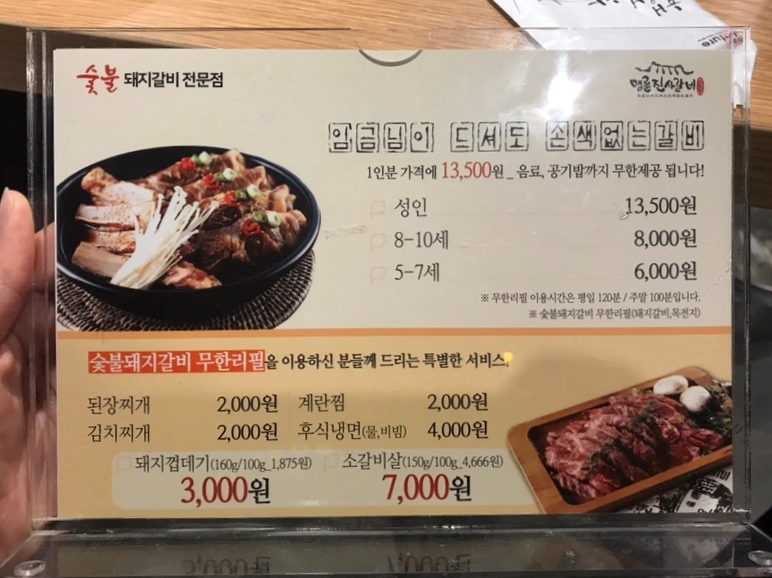 숯불 돼지갈비 전문점
명륜진사갈비
임금님이 드셔도 손색없는갈비
1인분 가격에 13,500원_ 음료, 공기밥까지 무한제공 됩니다!
성인 13,500원
8-10세 8,000원
5-7세 6,000원
※ 무한리필 이용시간은 평일 120분 / 주말 100분입니다.
※ 숯불돼지갈비 무한리필(돼지갈비,목전지)
숯불돼지갈비 무한리필을 이용하신 분들께 드리는 특별한 서비스
된장찌개 2,000원 계란찜 2,000원
김치찌개 2,000원 후식냉면(물,비빔) 4,000원
돼지껍데기(160g/100g_1,875원) 소갈비살(150g/100g_4,666원)
3,000원 7,000원